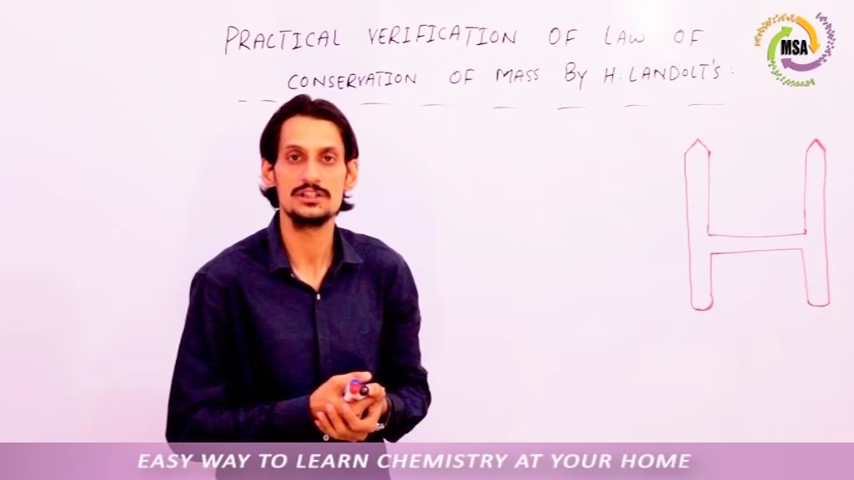 PRACTICAL VERIFICATION OF LAW OF
CONSERVATION OF MASS By H. LANDOLT'S :
MSA
EASY WAY TO LEARN CHEMISTRY AT YOUR HOME